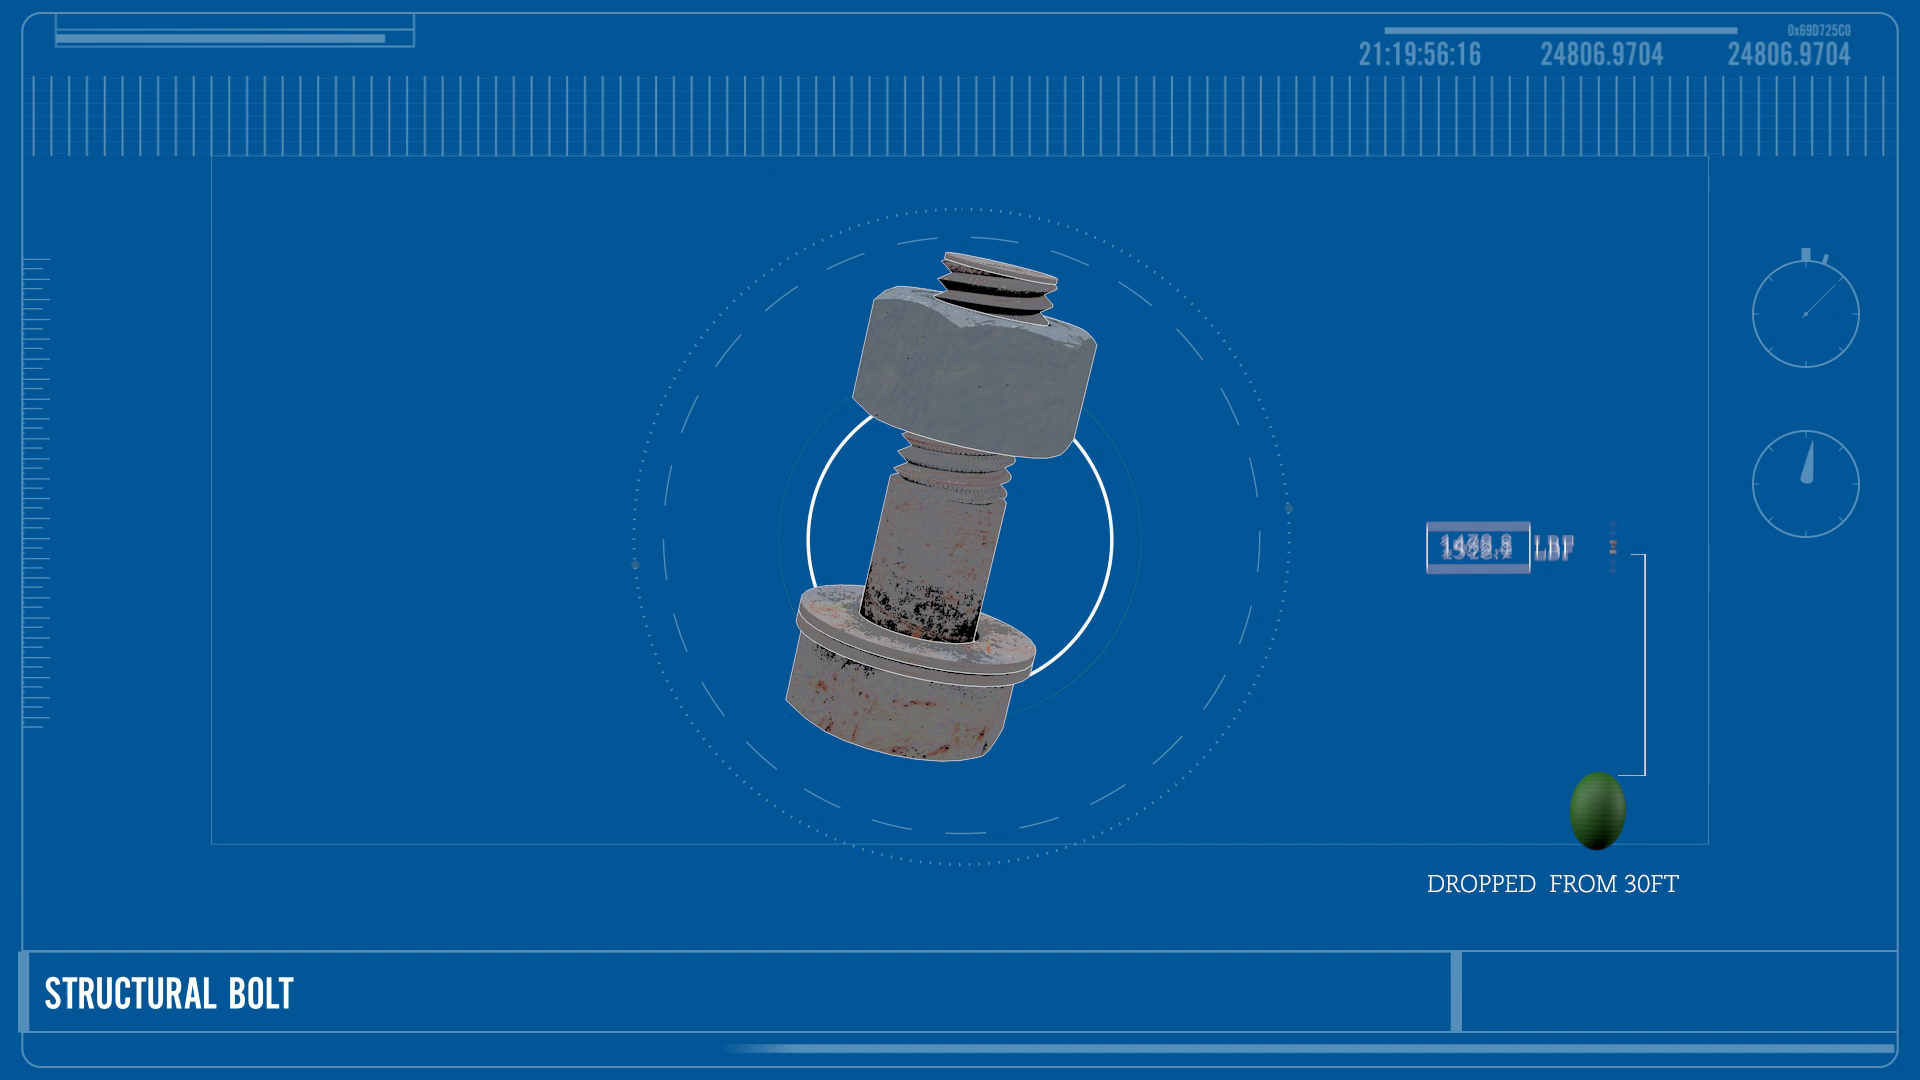 0x69D725C0
21:19:56:16 24806.9704 24806.9704
LBF
DROPPED FROM 30FT
STRUCTURAL BOLT